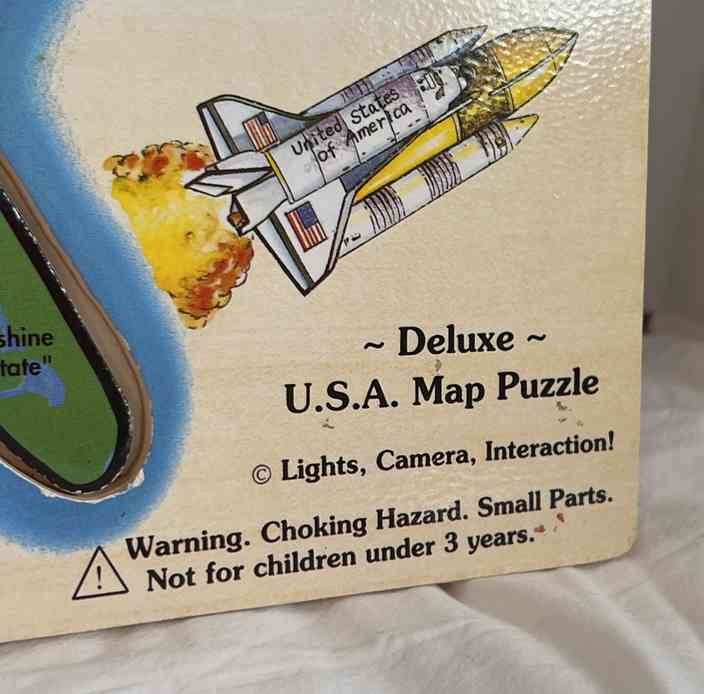 United States
of America
shine
tate"
~ Deluxe ~
U.S.A. Map Puzzle
© Lights, Camera, Interaction!
Warning. Choking Hazard. Small Parts.
Not for children under 3 years.